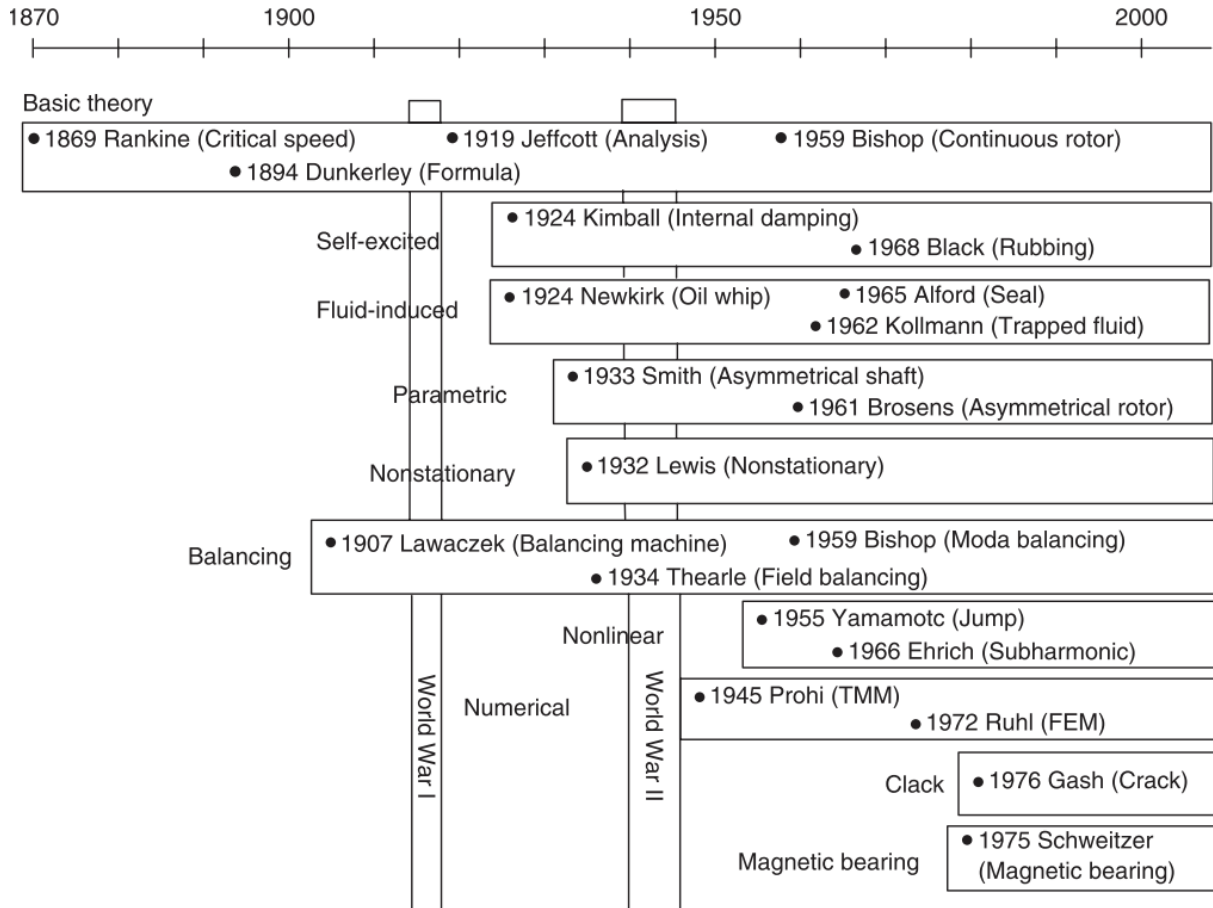 1870 1900 1950 2000
Basic theory
1869 Rankine (Critical speed)
1919 Jeffcott (Analysis)
1959 Bishop (Continuous rotor)
1894 Dunkerley (Formula)
Self-excited
1924 Kimball (Internal damping)
1968 Black (Rubbing)
Fluid-induced
1924 Newkirk (Oil whip)
1965 Alford (Seal)
1962 Kollmann (Trapped fluid)
Parametric
1933 Smith (Asymmetrical shaft)
1961 Brosens (Asymmetrical rotor)
Nonstationary
1932 Lewis (Nonstationary)
Balancing
1907 Lawaczek (Balancing machine)
1959 Bishop (Moda balancing)
1934 Thearle (Field balancing)
Nonlinear
1955 Yamamotc (Jump)
1966 Ehrich (Subharmonic)
World War I
World War II
Numerical
1945 Prohi (TMM)
1972 Ruhl (FEM)
Clack
1976 Gash (Crack)
Magnetic bearing
1975 Schweitzer
(Magnetic bearing)